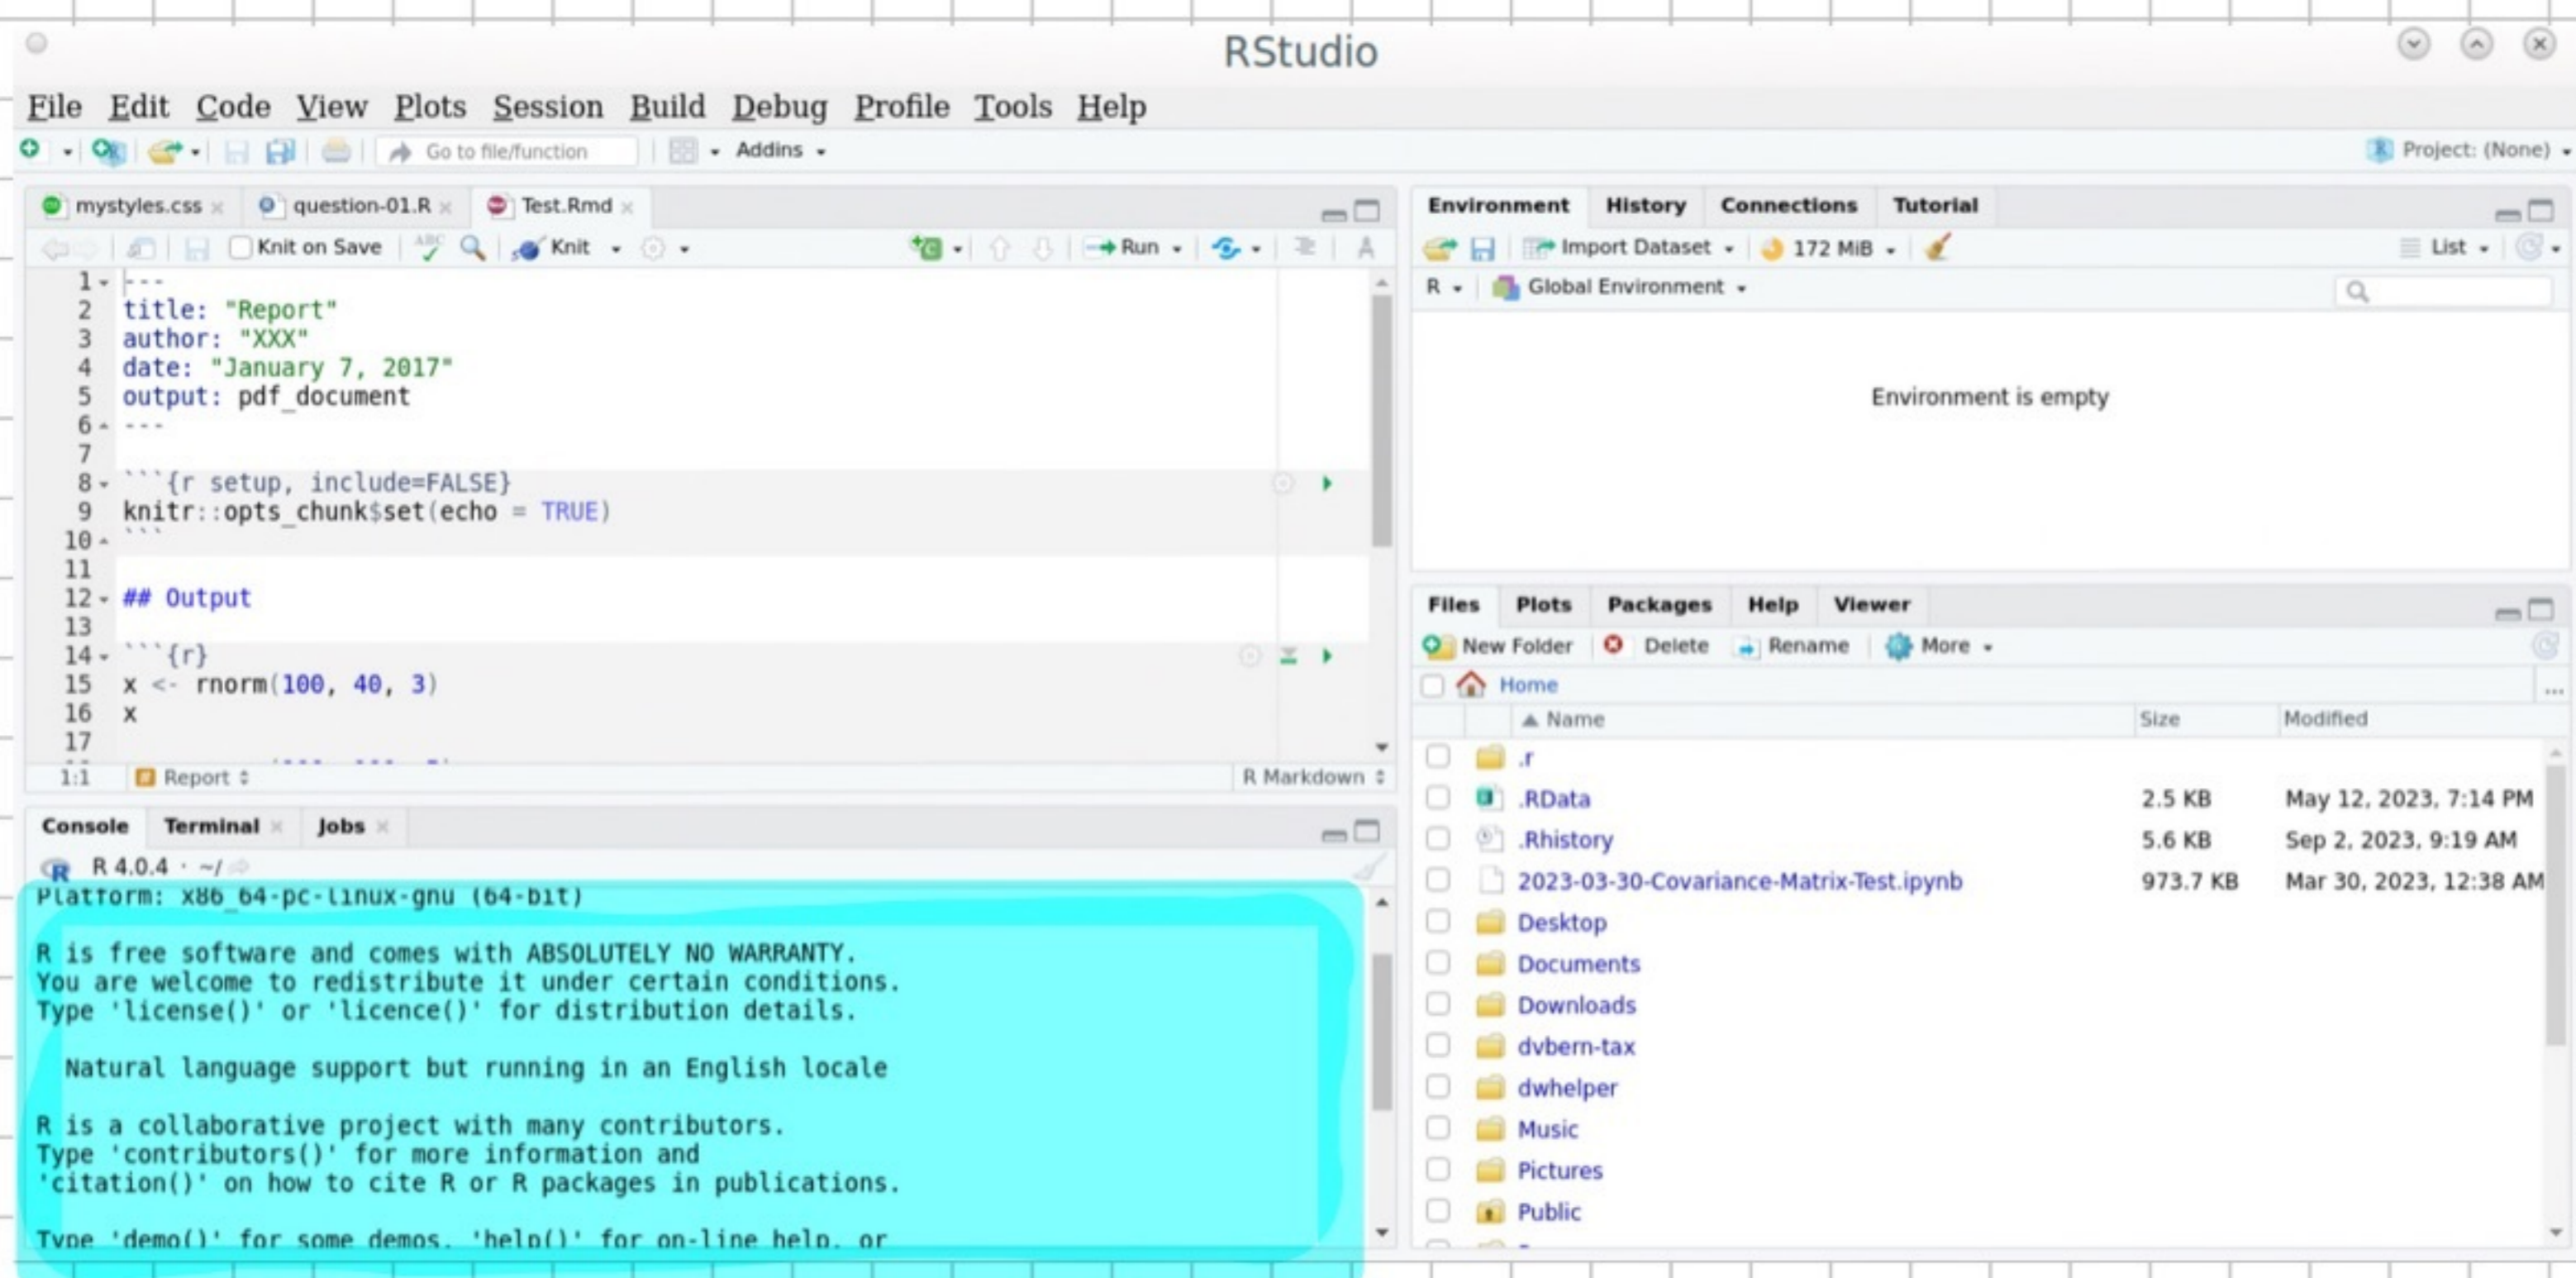 RStudio
File Edit Code View Plots Session Build Debug Profile Tools Help
Go to file/function Addins Project: (None)
mystyles.css question-01.R Test.Rmd
Knit on Save ABC Knit Run
1 ---
2 title: "Report"
3 author: "XXX"
4 date: "January 7, 2017"
5 output: pdf_document
6 ---
7
8 ```{r setup, include=FALSE}
9 knitr::opts_chunk$set(echo = TRUE)
10 ```
11
12 ## Output
13
14 ```{r}
15 x <- rnorm(100, 40, 3)
16 x
17
1:1 Report R Markdown
Console Terminal Jobs
R 4.0.4 · ~/
Platform: x86_64-pc-linux-gnu (64-bit)
R is free software and comes with ABSOLUTELY NO WARRANTY.
You are welcome to redistribute it under certain conditions.
Type 'license()' or 'licence()' for distribution details.
Natural language support but running in an English locale
R is a collaborative project with many contributors.
Type 'contributors()' for more information and
'citation()' on how to cite R or R packages in publications.
Type 'demo()' for some demos, 'help()' for on-line help, or
Environment History Connections Tutorial
Import Dataset 172 MiB List
R Global Environment
Environment is empty
Files Plots Packages Help Viewer
New Folder Delete Rename More
Home ...
Name Size Modified
.r
.RData 2.5 KB May 12, 2023, 7:14 PM
.Rhistory 5.6 KB Sep 2, 2023, 9:19 AM
2023-03-30-Covariance-Matrix-Test.ipynb 973.7 KB Mar 30, 2023, 12:38 AM
Desktop
Documents
Downloads
dvbern-tax
dwhelper
Music
Pictures
Public